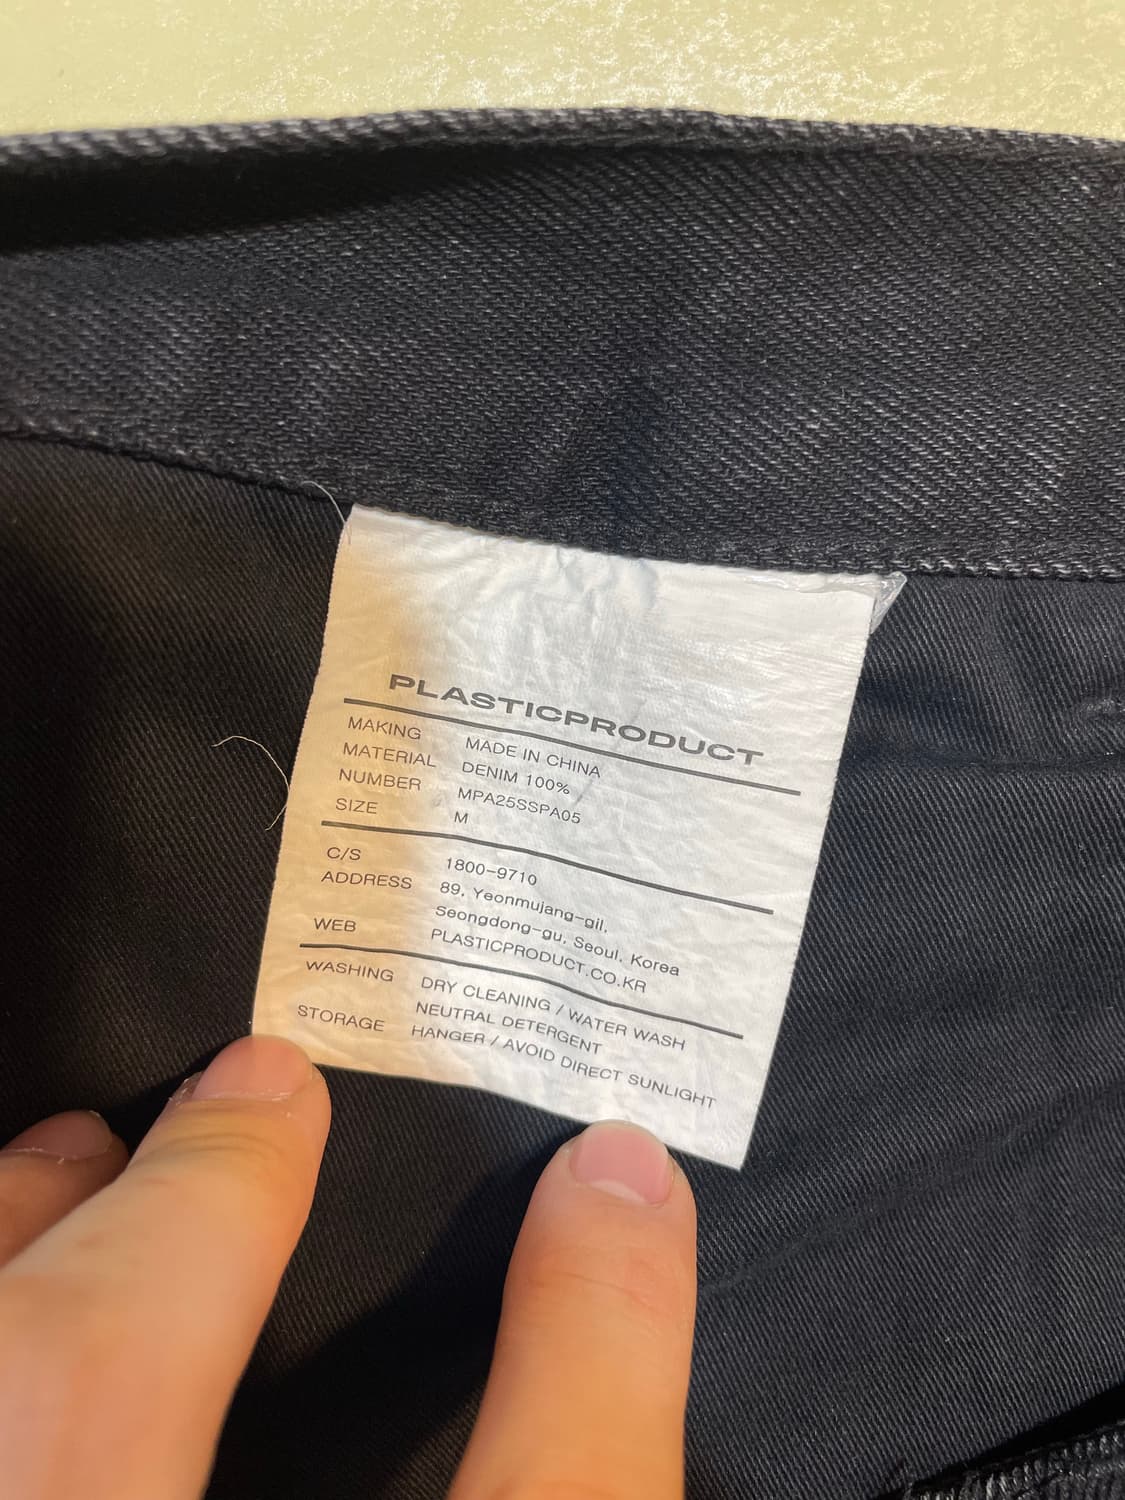 PLASTICPRODUCT
MAKING MADE IN CHINA
MATERIAL DENIM 100%
NUMBER MPA25SSPA05
SIZE M
C/S 1800-9710
ADDRESS 89, Yeonmujang-gil,
Seongdong-gu, Seoul, Korea
WEB PLASTICPRODUCT.CO.KR
WASHING DRY CLEANING / WATER WASH
NEUTRAL DETERGENT
STORAGE HANGER / AVOID DIRECT SUNLIGHT